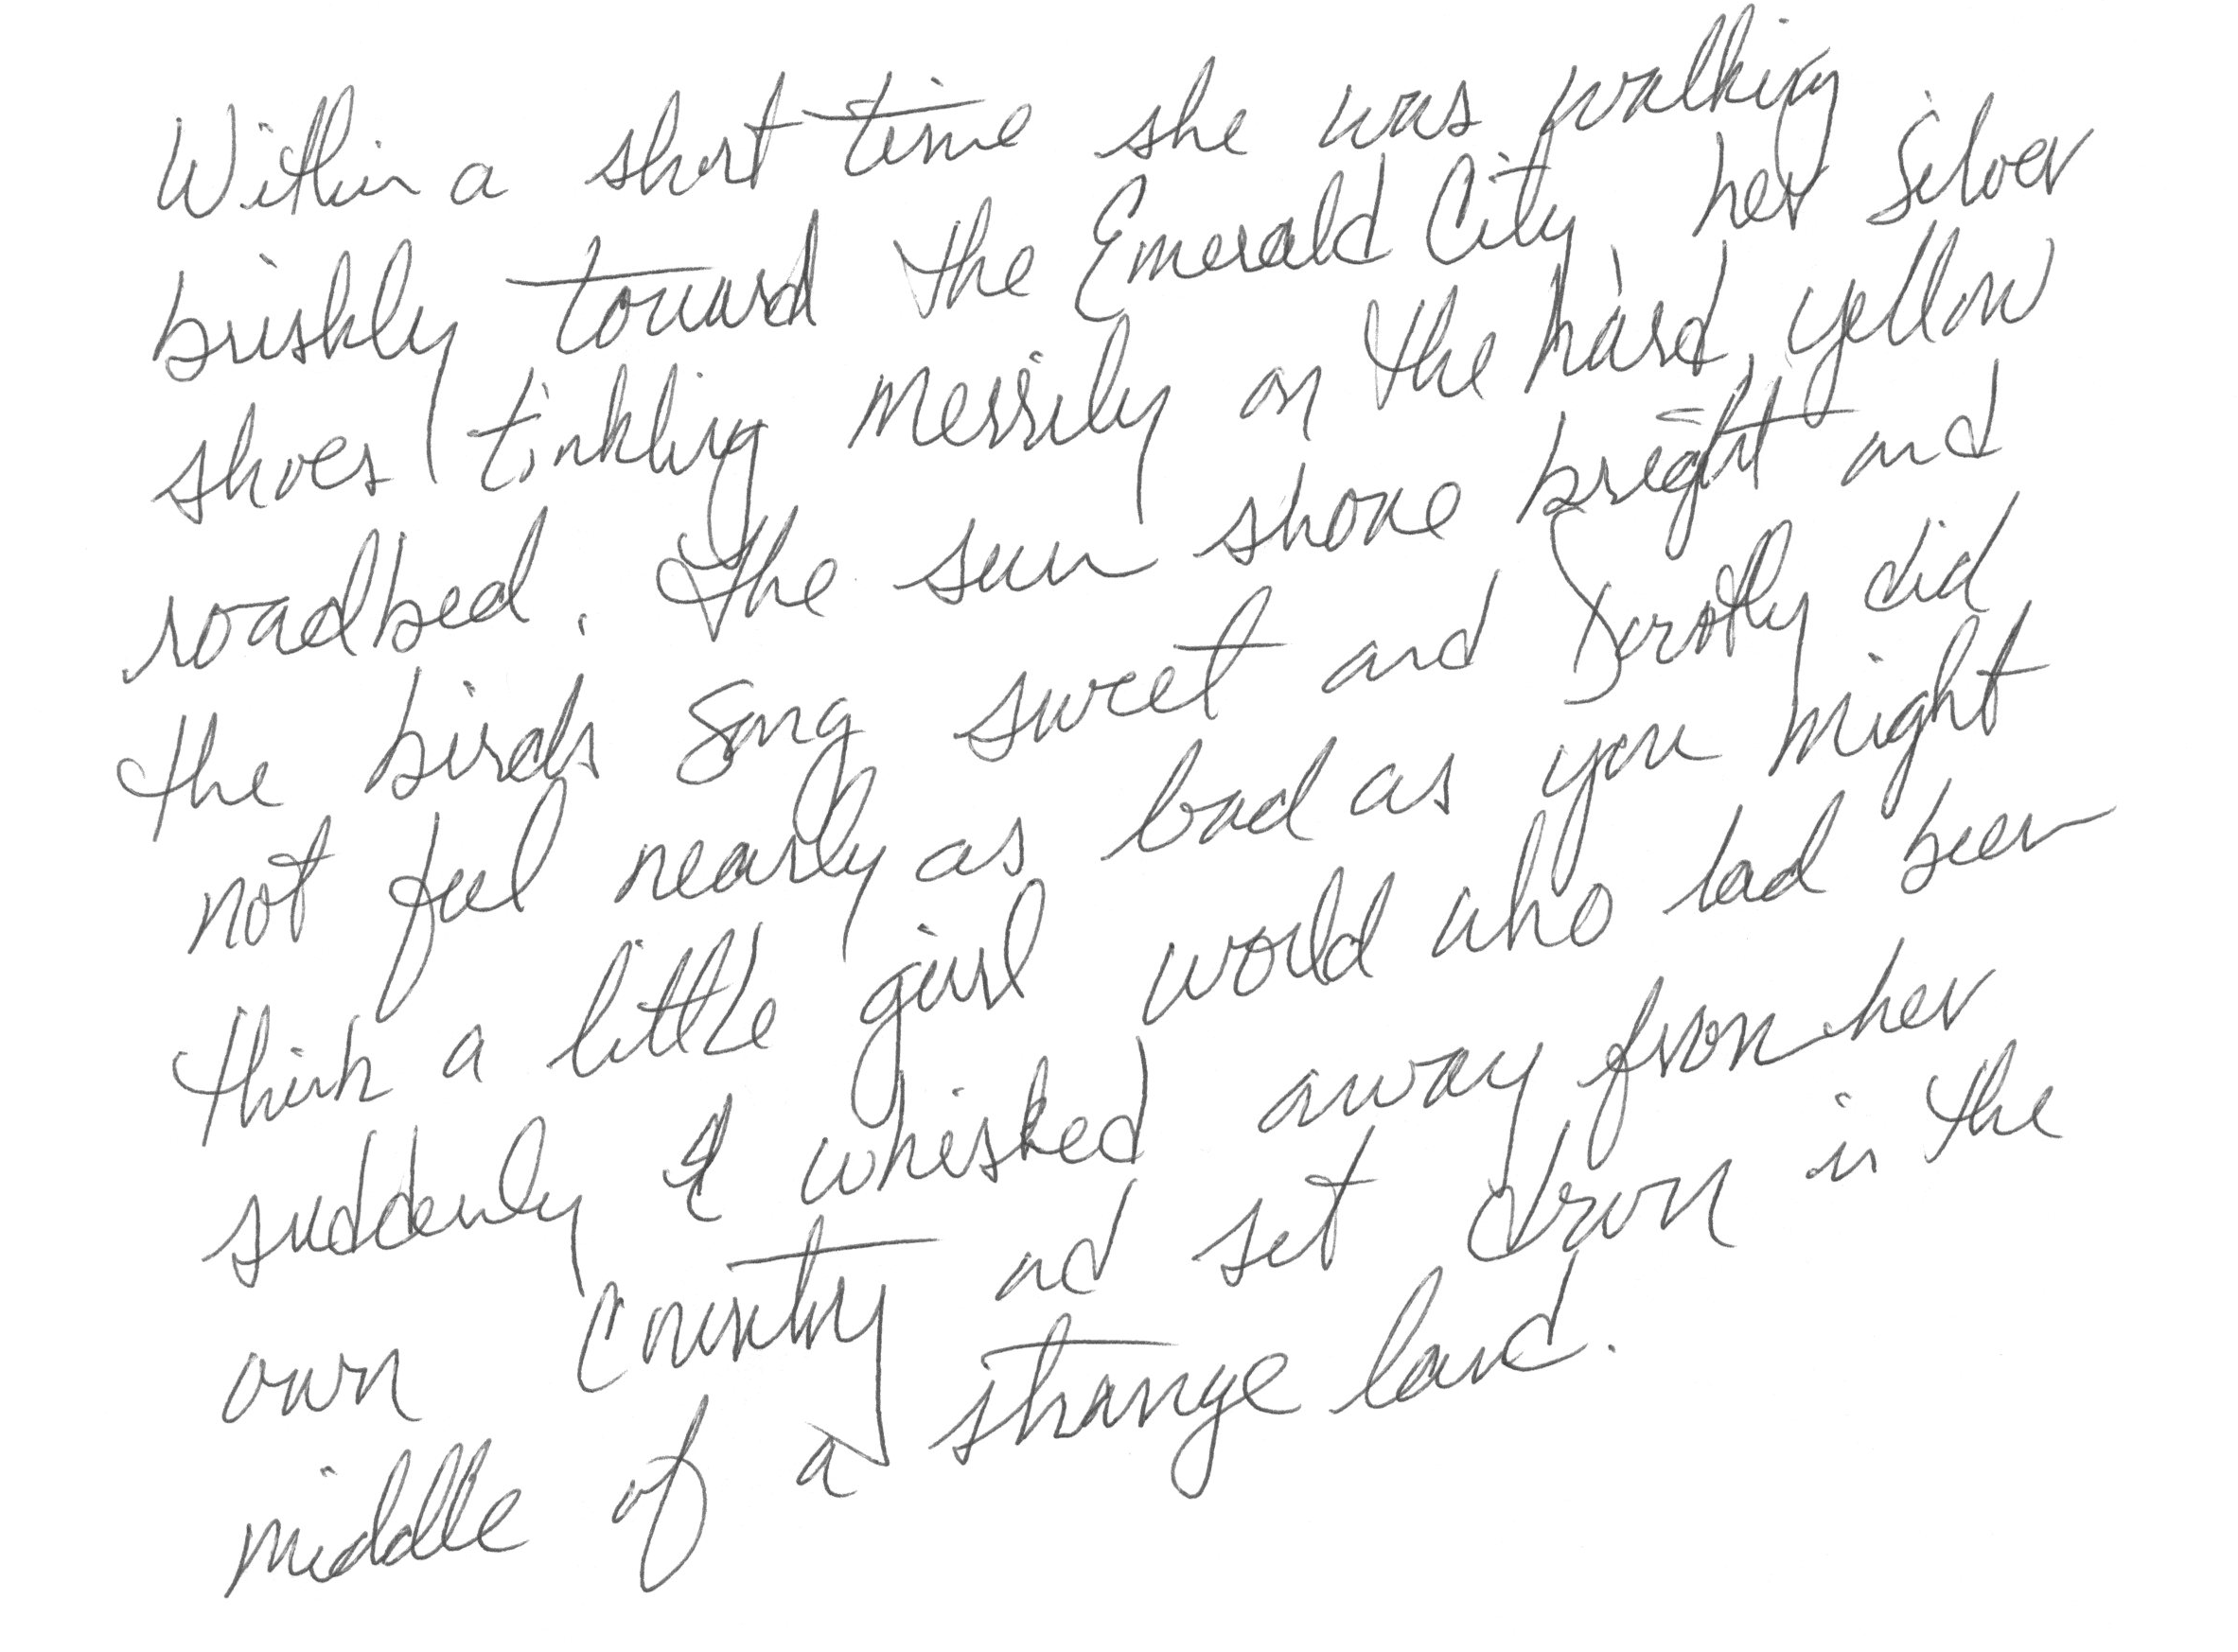 Within a short time she was walking
briskly toward the Emerald City, her Silver
shoes tinkling merrily on the hard, yellow
roadbed. The sun shone bright and
the birds song sweet and Dorothy did
not feel nearly as bad as you might
think a little girl world who had been
suddenly whisked away from her
own country ad set down in the
middle of a strange land.